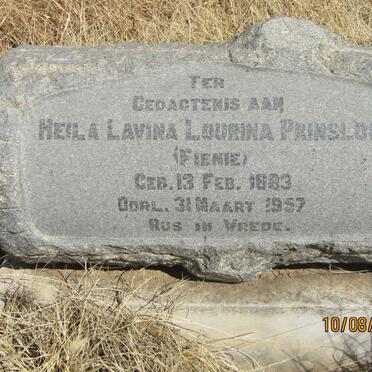 Ter
Gedagtenis aan
Heila Lavina Lourina Prinsloo
(Fienie)
Geb. 13 Feb. 1883
Oorl. 31 Maart 1957
Rus in Vrede.
10/08/